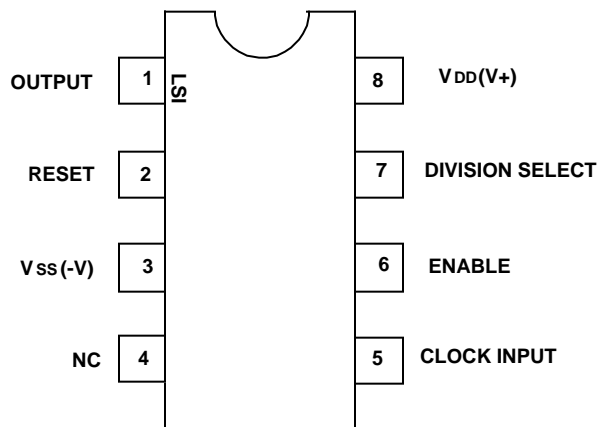 OUTPUT 1 LSI 8 VDD(V+)
RESET 2 7 DIVISION SELECT
VSS(-V) 3 6 ENABLE
NC 4 5 CLOCK INPUT